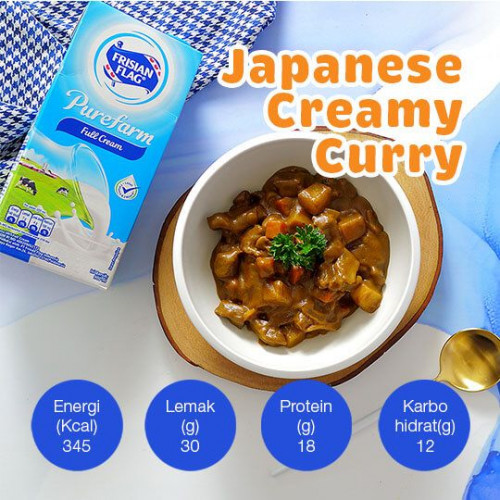 Japanese
Creamy
Curry
FRISIAN
FLAG
Purefarm
Full Cream
Energi
(Kcal)
345
Lemak
(g)
30
Protein
(g)
18
Karbo
hidrat(g)
12